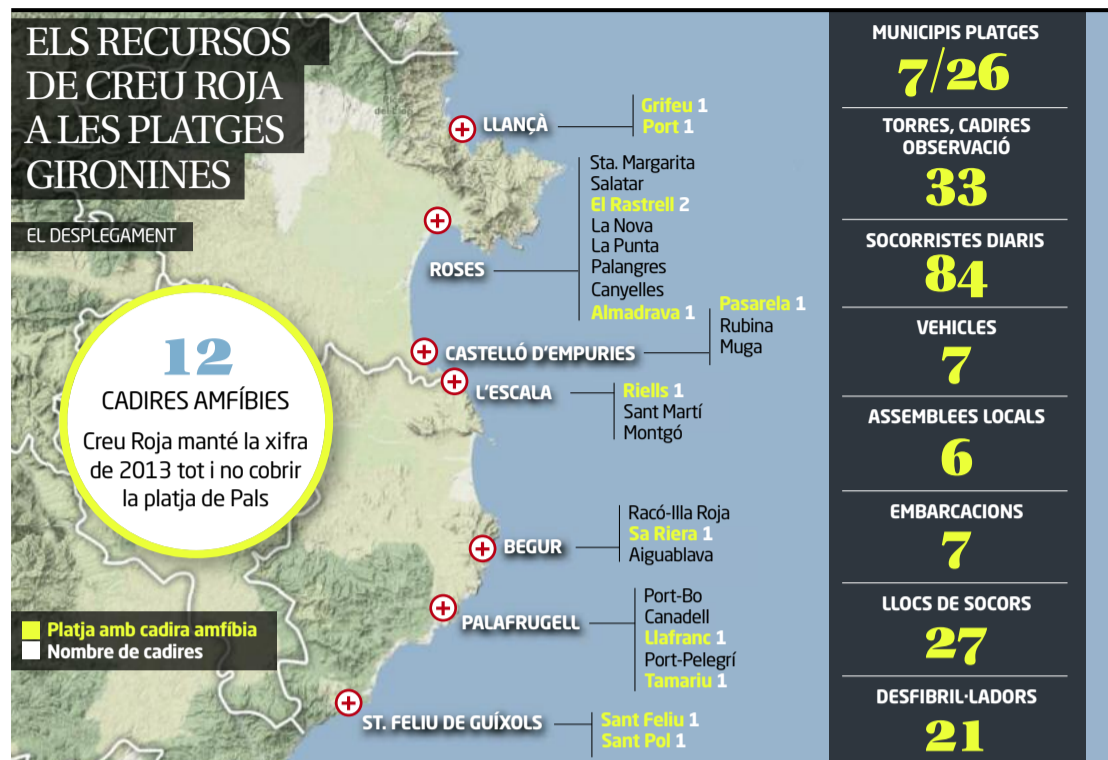 ELS RECURSOS
DE CREU ROJA
A LES PLATGES
GIRONINES
EL DESPLEGAMENT
12
CADIRES AMFÍBIES
Creu Roja manté la xifra
de 2013 tot i no cobrir
la platja de Pals
Platja amb cadira amfíbia
Nombre de cadires
LLANÇÀ
Grifeu 1
Port 1
ROSES
Sta. Margarita
Salatar
El Rastrell 2
La Nova
La Punta
Palangres
Canyelles
Almadrava 1
CASTELLÓ D'EMPURIES
Pasarela 1
Rubina
Muga
L'ESCALA
Riells 1
Sant Martí
Montgó
BEGUR
Racó-Illa Roja
Sa Riera 1
Aiguablava
PALAFRUGELL
Port-Bo
Canadell
Llafranc 1
Port-Pelegrí
Tamariu 1
ST. FELIU DE GUÍXOLS
Sant Feliu 1
Sant Pol 1
MUNICIPIS PLATGES
7/26
TORRES, CADIRES
OBSERVACIÓ
33
SOCORRISTES DIARIS
84
VEHICLES
7
ASSEMBLEES LOCALS
6
EMBARCACIONS
7
LLOCS DE SOCORS
27
DESFIBRIL·LADORS
21